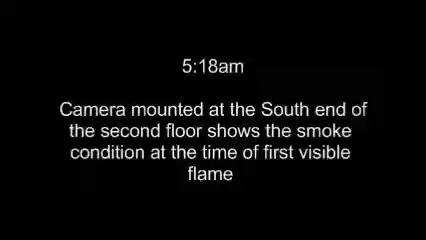 5:18am
Camera mounted at the South end of
the second floor shows the smoke
condition at the time of first visible
flame